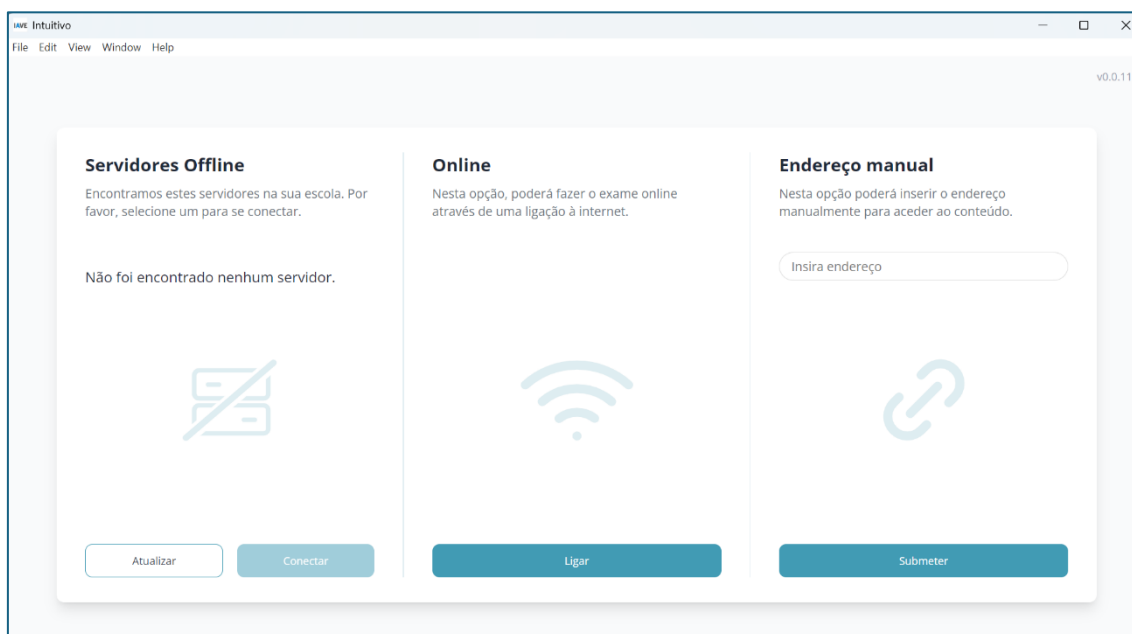 IAVE Intuitivo
File Edit View Window Help
v0.0.11
Servidores Offline
Encontramos estes servidores na sua escola. Por
favor, selecione um para se conectar.
Não foi encontrado nenhum servidor.
Atualizar
Conectar
Online
Nesta opção, poderá fazer o exame online
através de uma ligação à internet.
Ligar
Endereço manual
Nesta opção poderá inserir o endereço
manualmente para aceder ao conteúdo.
Insira endereço
Submeter